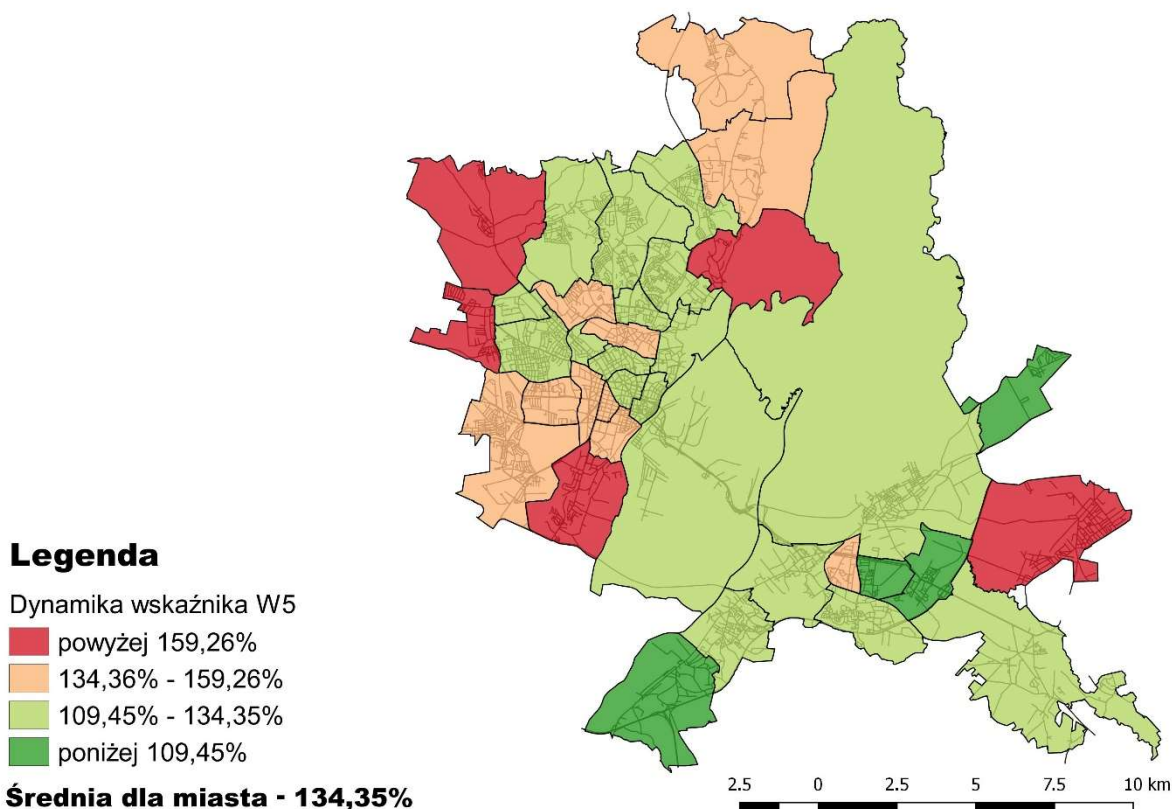 Legenda
Dynamika wskaźnika W5
powyżej 159,26%
134,36% - 159,26%
109,45% - 134,35%
poniżej 109,45%
Średnia dla miasta - 134,35%
2.5 0 2.5 5 7.5 10 km